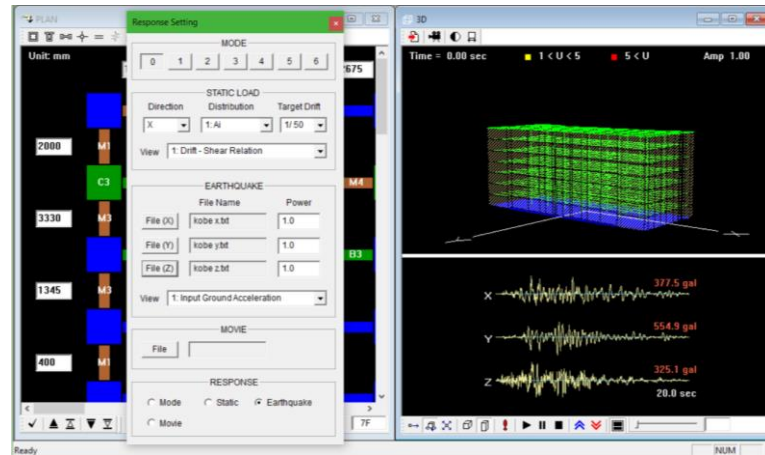 PLAN
Unit: mm
2675
2000
M1
C3
M4
3330
M3
B3
1345
M3
400
M1
7F
Ready
NUM
Response Setting
MODE
0 1 2 3 4 5 6
STATIC LOAD
Direction Distribution Target Drift
X 1: Ai 1/ 50
View 1: Drift - Shear Relation
EARTHQUAKE
File Name Power
File (X) kobe x.txt 1.0
File (Y) kobe y.txt 1.0
File (Z) kobe z.txt 1.0
View 1: Input Ground Acceleration
MOVIE
File
RESPONSE
Mode Static Earthquake
Movie
3D
Time = 0.00 sec 1 < U < 5 5 < U Amp 1.00
377.5 gal
X
554.9 gal
Y
325.1 gal
Z
20.0 sec